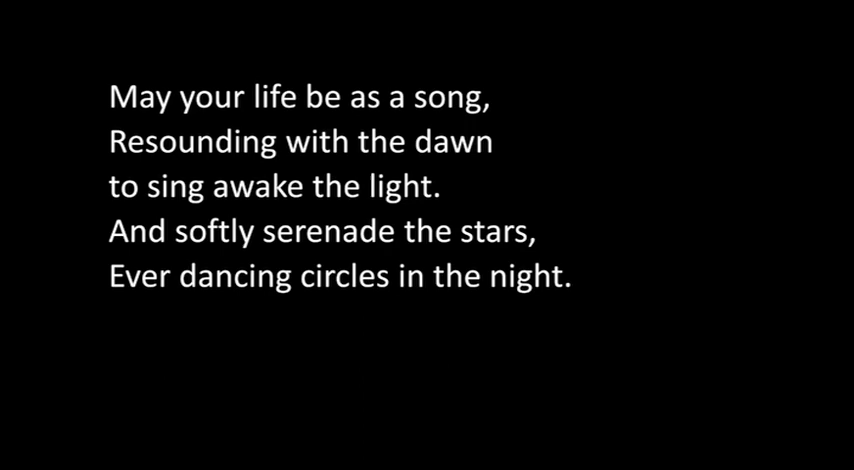 May your life be as a song,
Resounding with the dawn
to sing awake the light.
And softly serenade the stars,
Ever dancing circles in the night.